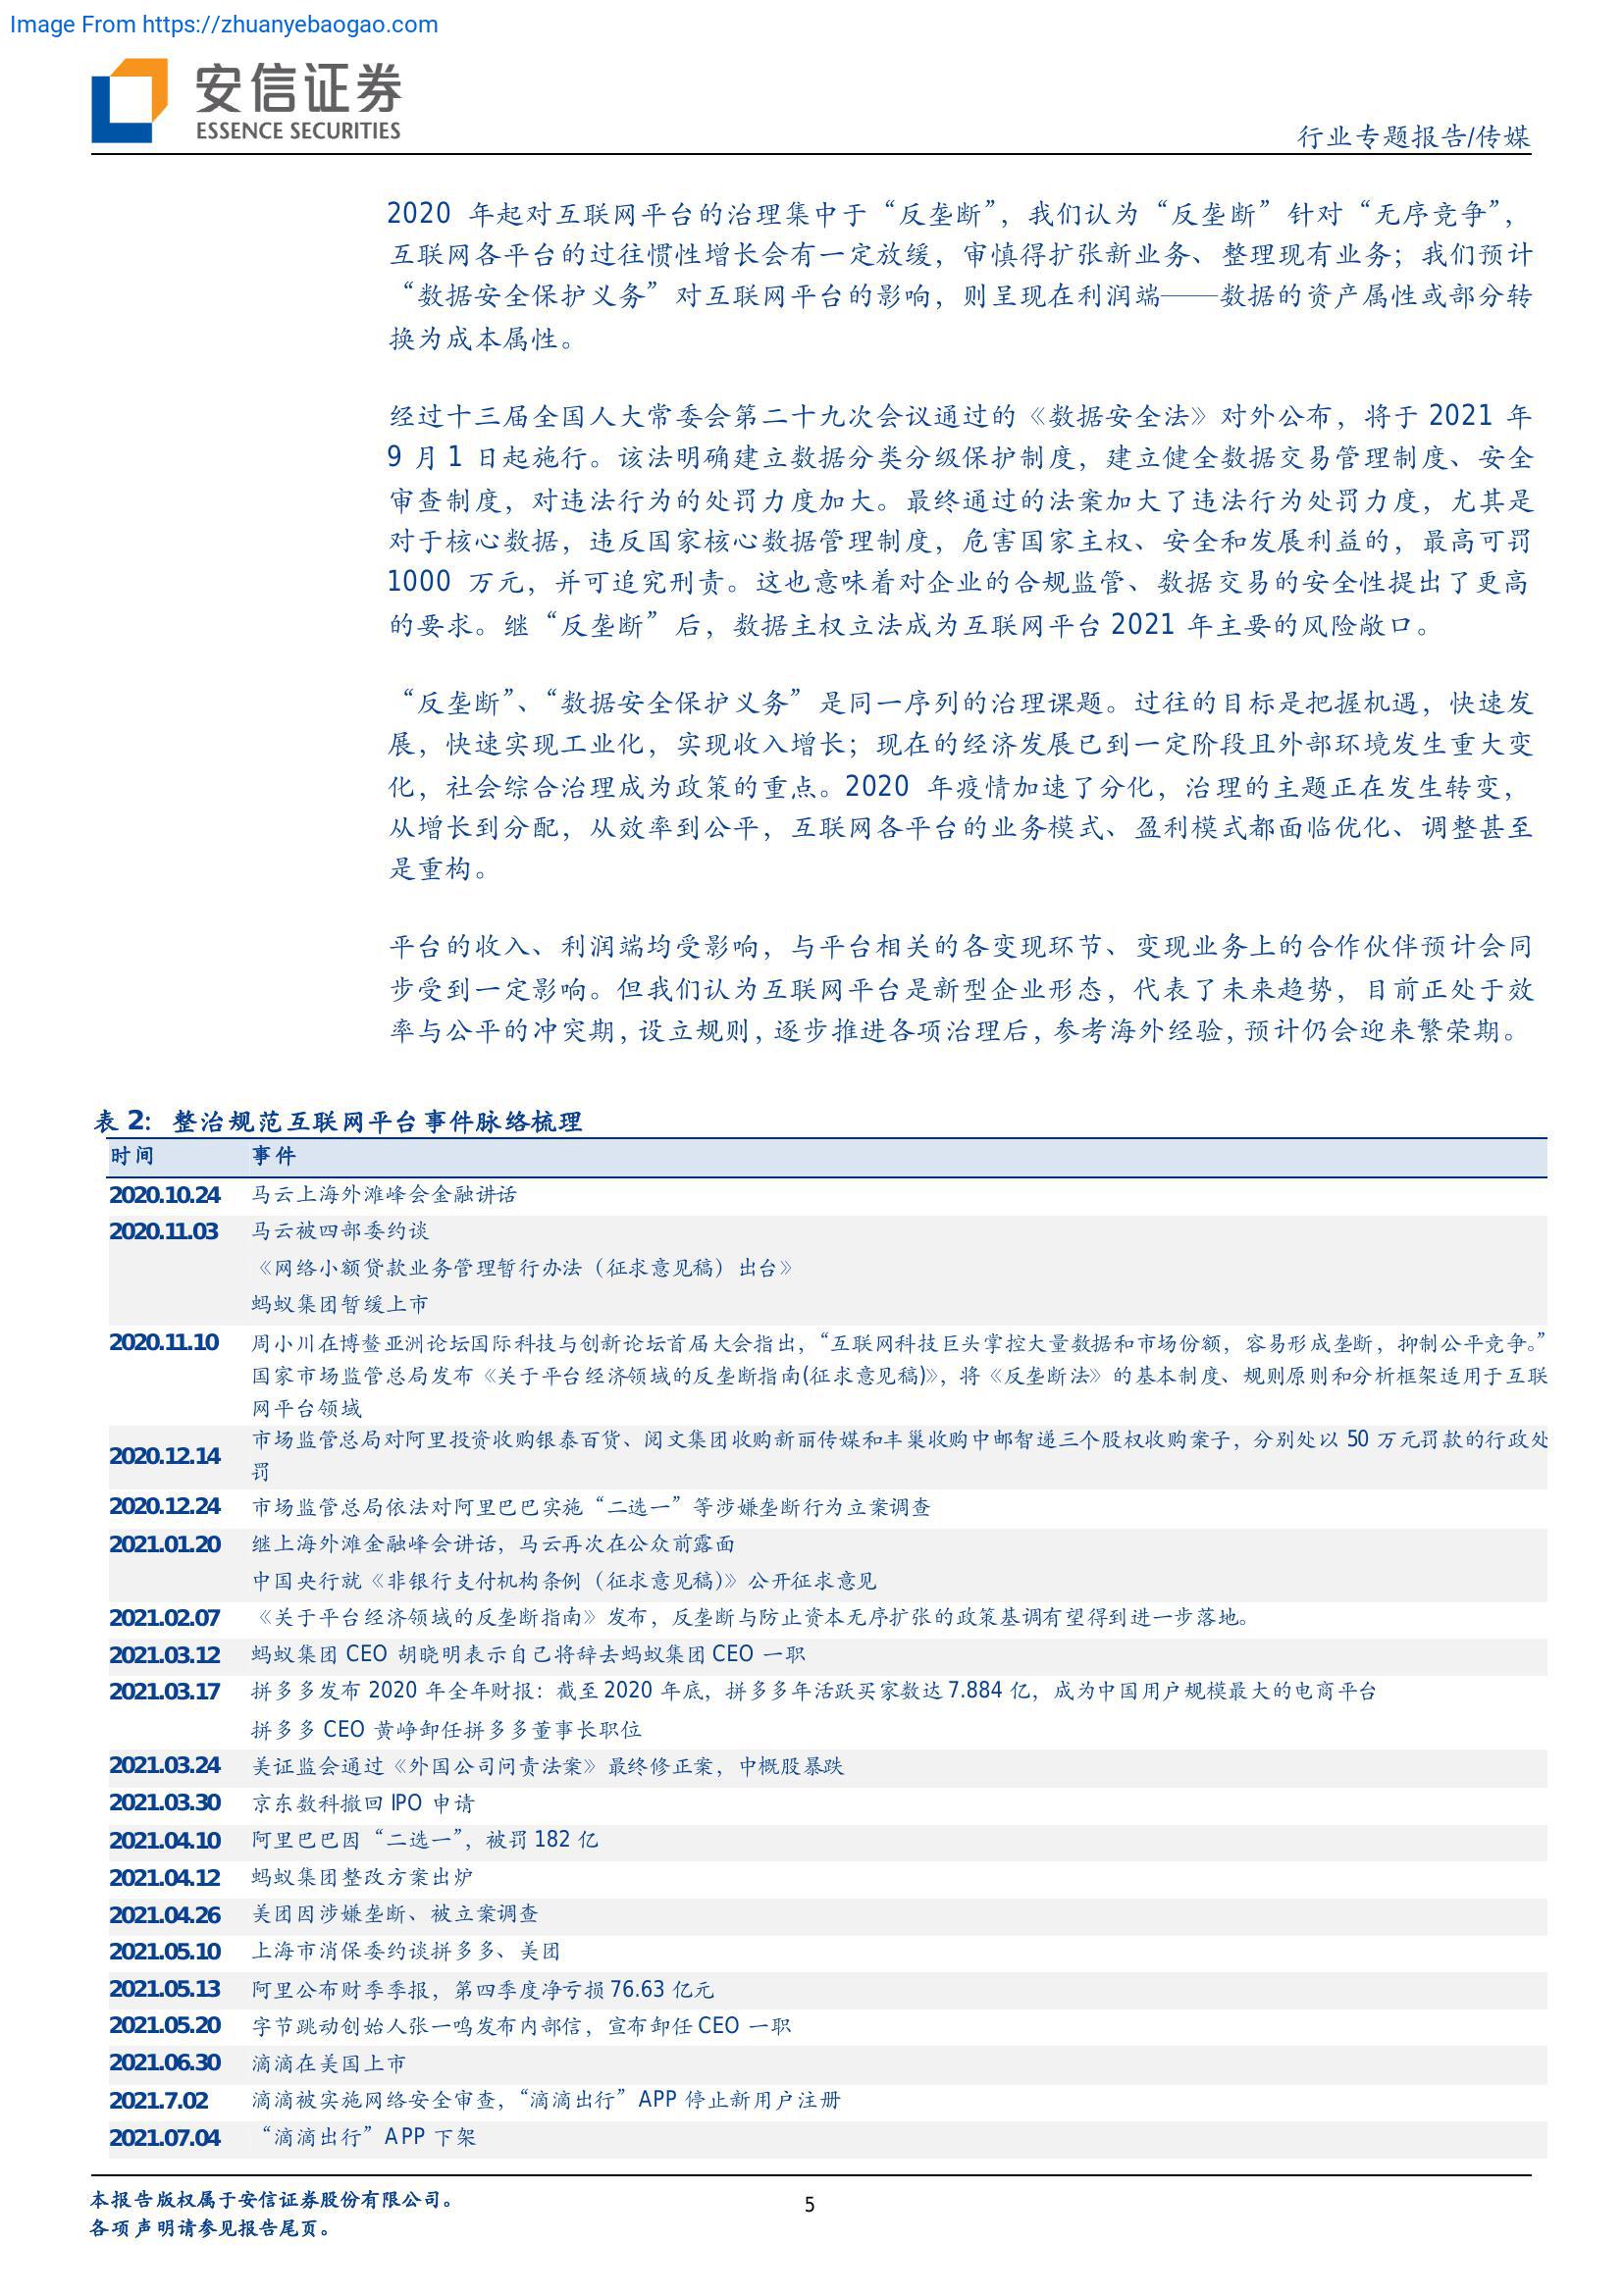 Image From https://zhuanyebaogao.com
安信证券
ESSENCE SECURITIES
行业专题报告/传媒
2020 年起对互联网平台的治理集中于“反垄断”，我们认为“反垄断”针对“无序竞争”，
互联网各平台的过往惯性增长会有一定放缓，审慎得扩张新业务、整理现有业务；我们预计
“数据安全保护义务”对互联网平台的影响，则呈现在利润端——数据的资产属性或部分转
换为成本属性。
经过十三届全国人大常委会第二十九次会议通过的《数据安全法》对外公布，将于 2021 年
9 月 1 日起施行。该法明确建立数据分类分级保护制度，建立健全数据交易管理制度、安全
审查制度，对违法行为的处罚力度加大。最终通过的法案加大了违法行为处罚力度，尤其是
对于核心数据，违反国家核心数据管理制度，危害国家主权、安全和发展利益的，最高可罚
1000 万元，并可追究刑责。这也意味着对企业的合规监管、数据交易的安全性提出了更高
的要求。继“反垄断”后，数据主权立法成为互联网平台 2021 年主要的风险敞口。
“反垄断”、“数据安全保护义务”是同一序列的治理课题。过往的目标是把握机遇，快速发
展，快速实现工业化，实现收入增长；现在的经济发展已到一定阶段且外部环境发生重大变
化，社会综合治理成为政策的重点。2020 年疫情加速了分化，治理的主题正在发生转变，
从增长到分配，从效率到公平，互联网各平台的业务模式、盈利模式都面临优化、调整甚至
是重构。
平台的收入、利润端均受影响，与平台相关的各变现环节、变现业务上的合作伙伴预计会同
步受到一定影响。但我们认为互联网平台是新型企业形态，代表了未来趋势，目前正处于效
率与公平的冲突期，设立规则，逐步推进各项治理后，参考海外经验，预计仍会迎来繁荣期。
表 2：整治规范互联网平台事件脉络梳理
时间 事件
2020.10.24 马云上海外滩峰会金融讲话
2020.11.03 马云被四部委约谈
《网络小额贷款业务管理暂行办法（征求意见稿）出台》
蚂蚁集团暂缓上市
2020.11.10 周小川在博鳌亚洲论坛国际科技与创新论坛首届大会指出，“互联网科技巨头掌控大量数据和市场份额，容易形成垄断，抑制公平竞争。”
国家市场监管总局发布《关于平台经济领域的反垄断指南(征求意见稿)》，将《反垄断法》的基本制度、规则原则和分析框架适用于互联
网平台领域
2020.12.14 市场监管总局对阿里投资收购银泰百货、阅文集团收购新丽传媒和丰巢收购中邮智递三个股权收购案子，分别处以 50 万元罚款的行政处
罚
2020.12.24 市场监管总局依法对阿里巴巴实施“二选一”等涉嫌垄断行为立案调查
2021.01.20 继上海外滩金融峰会讲话，马云再次在公众前露面
中国央行就《非银行支付机构条例（征求意见稿)》公开征求意见
2021.02.07 《关于平台经济领域的反垄断指南》发布，反垄断与防止资本无序扩张的政策基调有望得到进一步落地。
2021.03.12 蚂蚁集团 CEO 胡晓明表示自己将辞去蚂蚁集团 CEO 一职
2021.03.17 拼多多发布 2020 年全年财报：截至 2020 年底，拼多多年活跃买家数达 7.884 亿，成为中国用户规模最大的电商平台
拼多多 CEO 黄峥卸任拼多多董事长职位
2021.03.24 美证监会通过《外国公司问责法案》最终修正案，中概股暴跌
2021.03.30 京东数科撤回 IPO 申请
2021.04.10 阿里巴巴因“二选一”，被罚 182 亿
2021.04.12 蚂蚁集团整改方案出炉
2021.04.26 美团因涉嫌垄断、被立案调查
2021.05.10 上海市消保委约谈拼多多、美团
2021.05.13 阿里公布财季季报，第四季度净亏损 76.63 亿元
2021.05.20 字节跳动创始人张一鸣发布内部信，宣布卸任 CEO 一职
2021.06.30 滴滴在美国上市
2021.7.02 滴滴被实施网络安全审查，“滴滴出行”APP 停止新用户注册
2021.07.04 “滴滴出行”APP 下架
本报告版权属于安信证券股份有限公司。
5
各项声明请参见报告尾页。